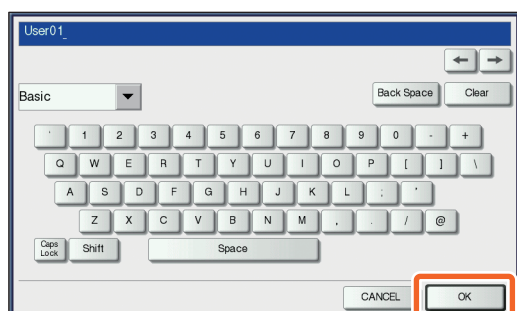 User01_
← →
Basic Back Space Clear
` 1 2 3 4 5 6 7 8 9 0 - +
Q W E R T Y U I O P [ ] \
A S D F G H J K L ; '
Z X C V B N M , . / @
Caps Lock Shift Space
CANCEL OK